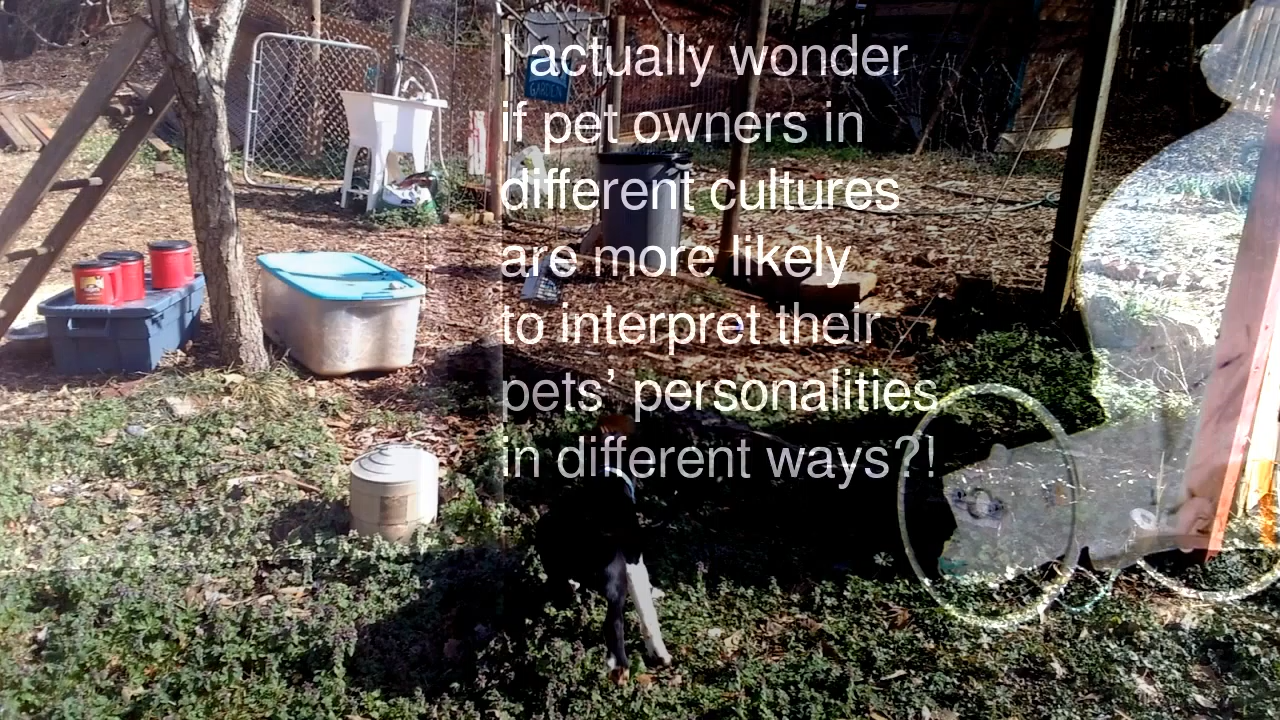 I actually wonder
if pet owners in
different cultures
are more likely
to interpret their
pets’ personalities
in different ways?!
GARDEN